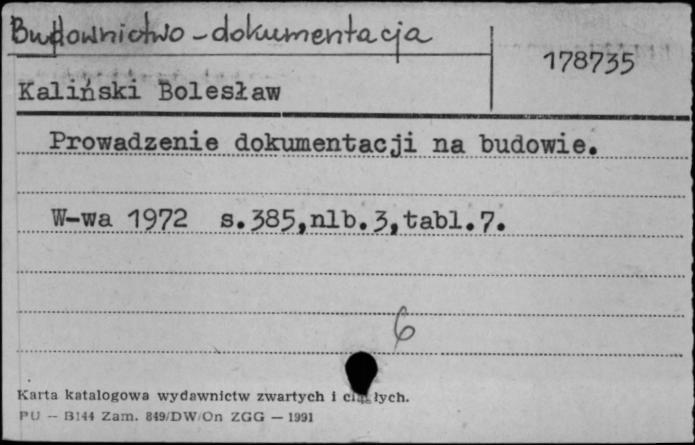 Budownictwo - dokumentacja
178735
Kaliński Bolesław
Prowadzenie dokumentacji na budowie.
W-wa 1972 s.385,nlb.3,tabl.7.
6
Karta katalogowa wydawnictw zwartych i ciągłych.
PU — B144 Zam. 849/DW/On ZGG — 1991